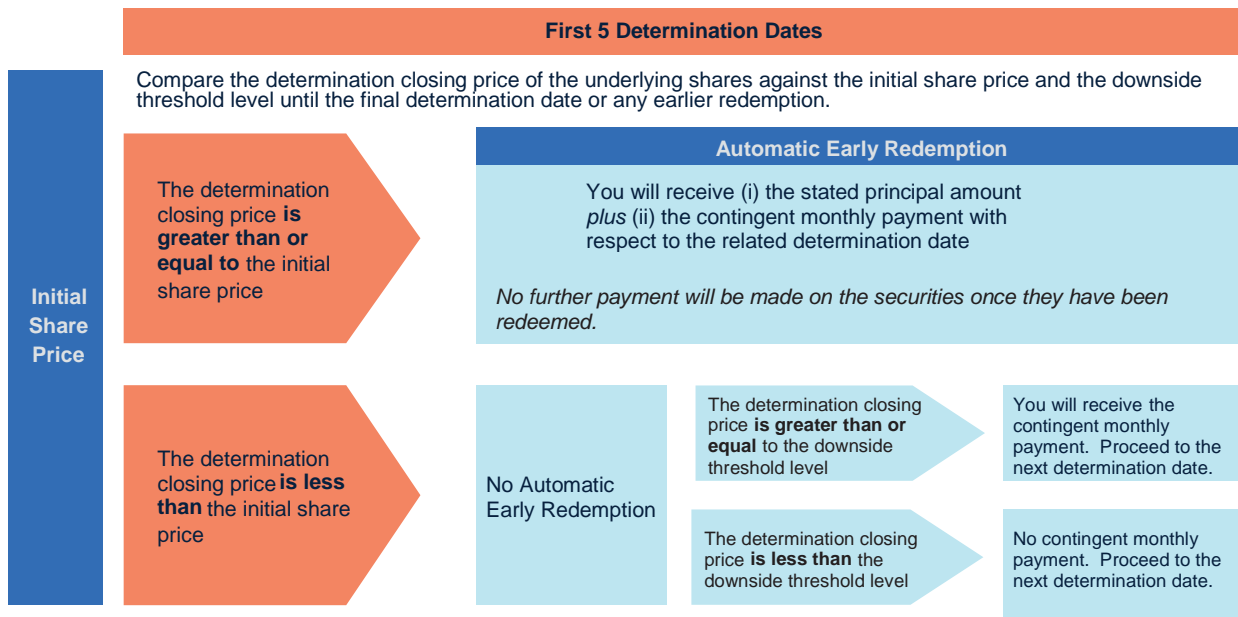 First 5 Determination Dates
Compare the determination closing price of the underlying shares against the initial share price and the downside
threshold level until the final determination date or any earlier redemption.
Initial
Share
Price
The determination
closing price is
greater than or
equal to the initial
share price
Automatic Early Redemption
You will receive (i) the stated principal amount
plus (ii) the contingent monthly payment with
respect to the related determination date
No further payment will be made on the securities once they have been
redeemed.
The determination
closing price is less
than the initial share
price
No Automatic
Early Redemption
The determination closing
price is greater than or
equal to the downside
threshold level
You will receive the
contingent monthly
payment. Proceed to the
next determination date.
The determination closing
price is less than the
downside threshold level
No contingent monthly
payment. Proceed to the
next determination date.